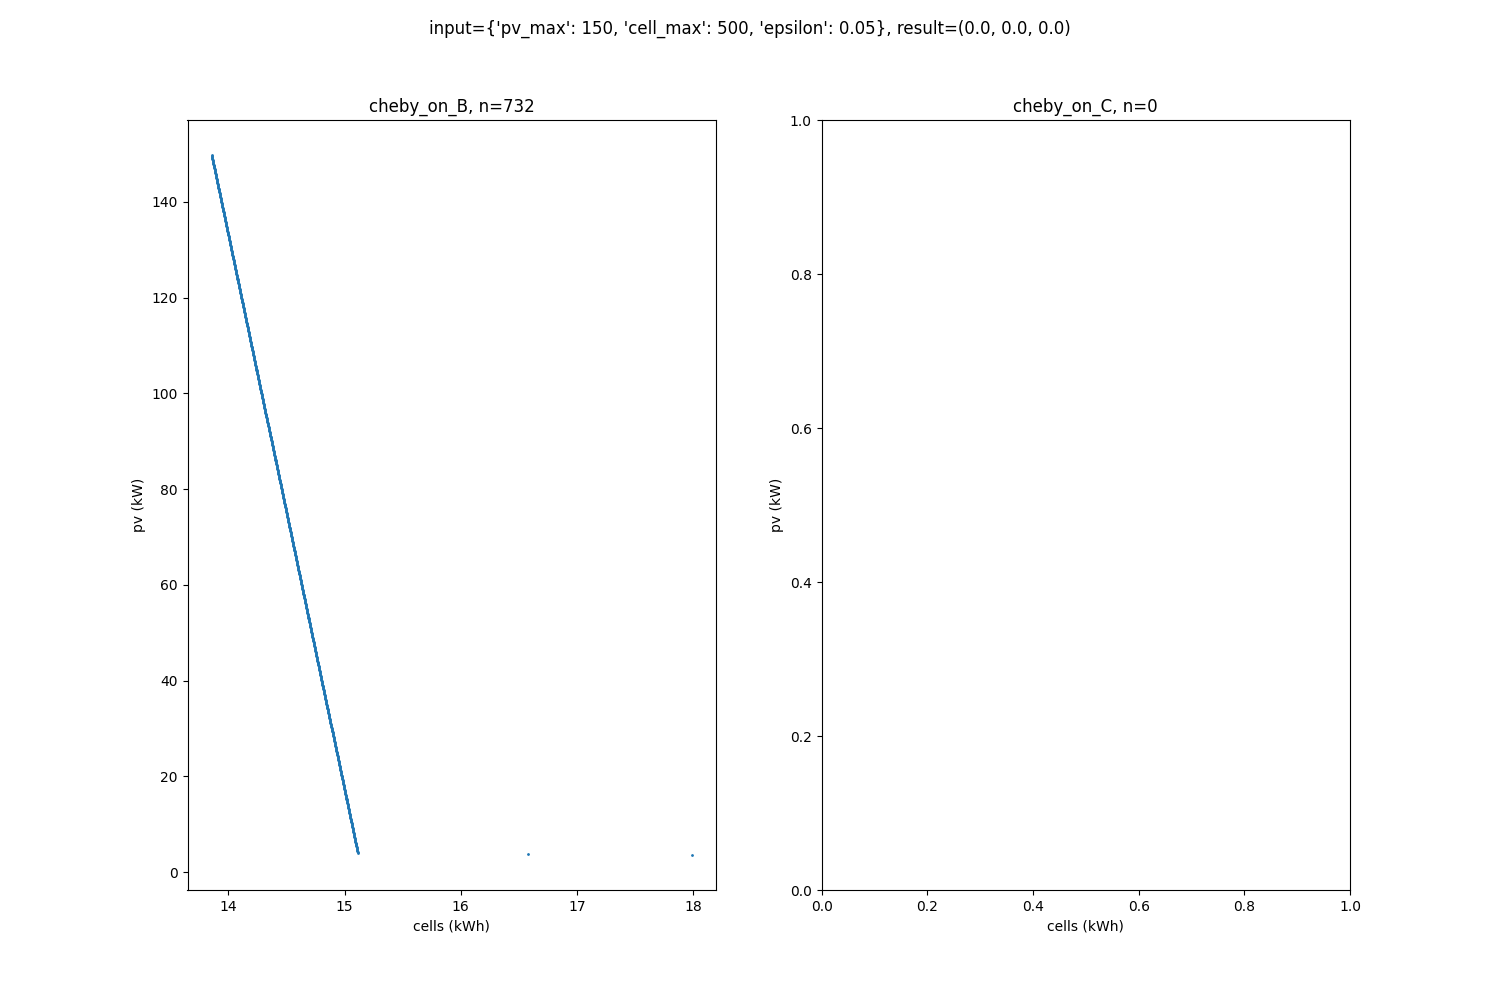 input={'pv_max': 150, 'cell_max': 500, 'epsilon': 0.05}, result=(0.0, 0.0, 0.0)
cheby_on_B, n=732
140
120
100
80
60
40
20
0
pv (kW)
14 15 16 17 18
cells (kWh)
cheby_on_C, n=0
1.0
0.8
0.6
0.4
0.2
0.0
pv (kW)
0.0 0.2 0.4 0.6 0.8 1.0
cells (kWh)